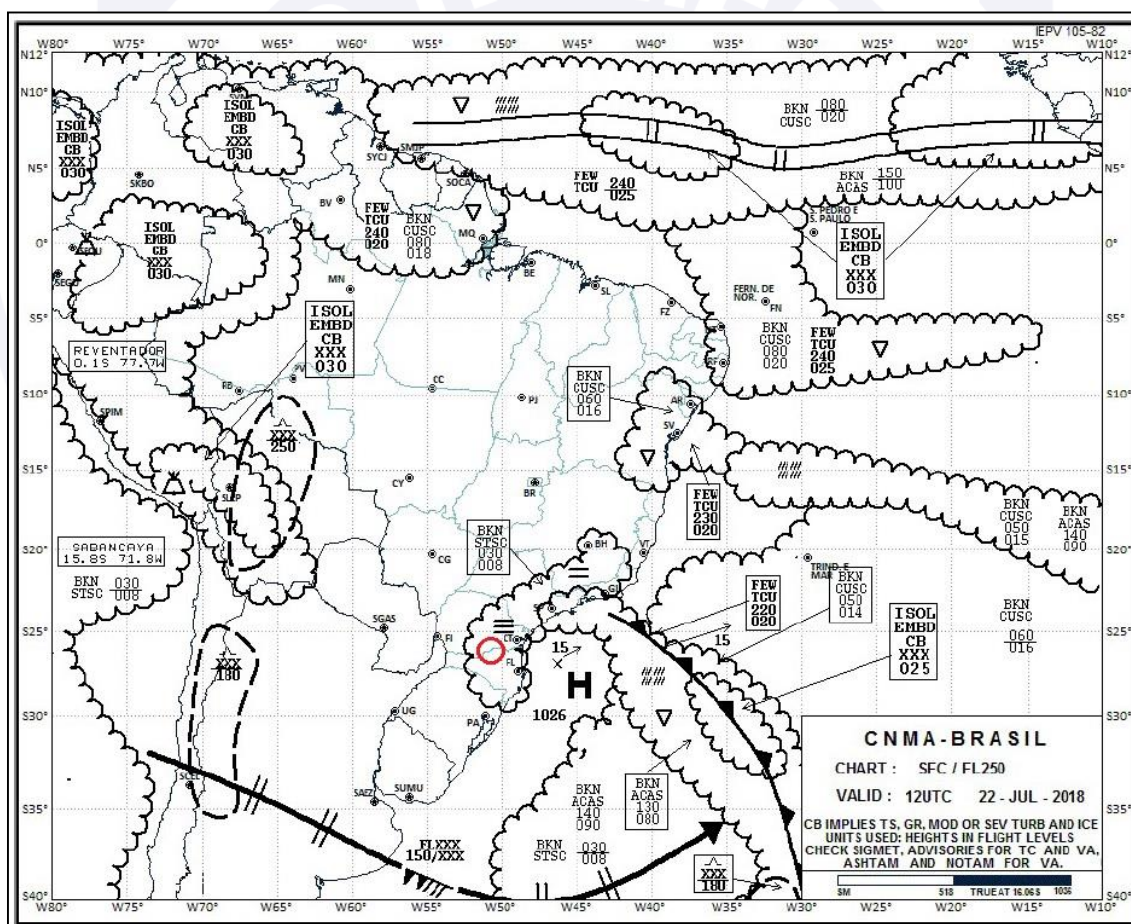 IEPV 105-82
W80° W75° W70° W65° W60° W55° W50° W45° W40° W35° W30° W25° W20° W15° W10°
N12° N12°
N10° N10°
N5° N5°
0° 0°
S5° S5°
S10° S10°
S15° S15°
S20° S20°
S25° S25°
S30° S30°
S35° S35°
S40° S40°
W80° W75° W70° W65° W60° W55° W50° W45° W40° W35° W30° W25° W20° W15° W10°
ISOL
EMBD
CB
XXX
030
ISOL
EMBD
CB
XXX
030
BKN
CUSC
080
020
SYCJ
SMJP
SOCA
SKBO
BV
FEW
TCU
240
020
BKN
CUSC
080
018
MQ
FEW
TCU
240
025
BKN
ACAS
150
100
S. PEDRO E
S. PAULO
ISOL
EMBD
CB
XXX
030
ISOL
EMBD
CB
XXX
030
SEQU
MN
BE
SL
FZ
FERN. DE
NOR.
FN
BKN
CUSC
080
020
FEW
TCU
240
025
ISOL
EMBD
CB
XXX
030
REVENTADOR
0.1S 77.7W
RB
PV
CC
PJ
BKN
CUSC
060
016
RF
AR
SV
SPIM
XXX
250
SLLP
CY
BR
FEW
TCU
230
020
BKN
CUSC
050
015
BKN
ACAS
140
090
SABANCAYA
15.8S 71.8W
BKN
STSC
030
008
BKN
STSC
030
008
CG
BH
VT
TRIND. E
MAR
FEW
TCU
220
020
BKN
CUSC
050
014
BKN
CUSC
060
016
ISOL
EMBD
CB
XXX
025
SGAS
FI
CT
FL
15
15
XXX
180
H
1026
UG
PA
SCEL
SAEZ
SUMU
BKN
ACAS
140
090
BKN
ACAS
130
080
BKN
STSC
030
008
FLXXX
150/XXX
XXX
180
CNMA-BRASIL
CHART : SFC / FL250
VALID : 12UTC 22 - JUL - 2018
CB IMPLIES TS, GR, MOD OR SEV TURB AND ICE
UNITS USED: HEIGHTS IN FLIGHT LEVELS
CHECK SIGMET, ADVISORIES FOR TC AND VA,
ASHTAM AND NOTAM FOR VA.
SM 518 TRUE AT 16.06S 1036